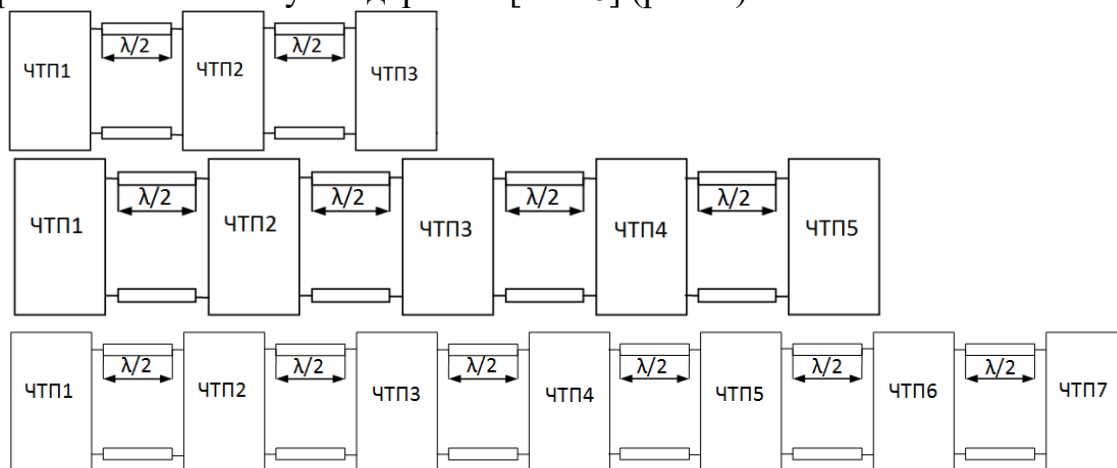 λ/2 λ/2
ЧТП1 ЧТП2 ЧТП3
λ/2 λ/2 λ/2 λ/2
ЧТП1 ЧТП2 ЧТП3 ЧТП4 ЧТП5
λ/2 λ/2 λ/2 λ/2 λ/2 λ/2
ЧТП1 ЧТП2 ЧТП3 ЧТП4 ЧТП5 ЧТП6 ЧТП7